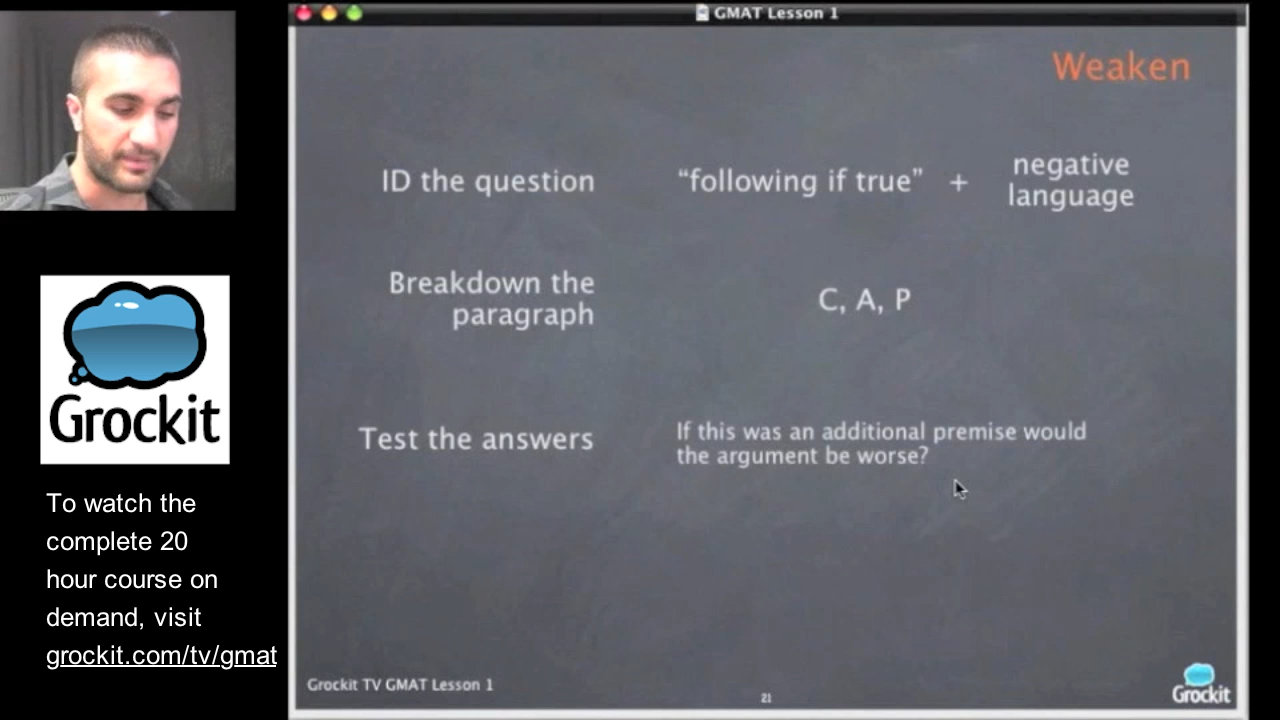 GMAT Lesson 1
Weaken
ID the question
“following if true” +
negative
language
Breakdown the
paragraph
C, A, P
Test the answers
If this was an additional premise would
the argument be worse?
Grockit
To watch the
complete 20
hour course on
demand, visit
grockit.com/tv/gmat
Grockit TV GMAT Lesson 1
21
Grockit